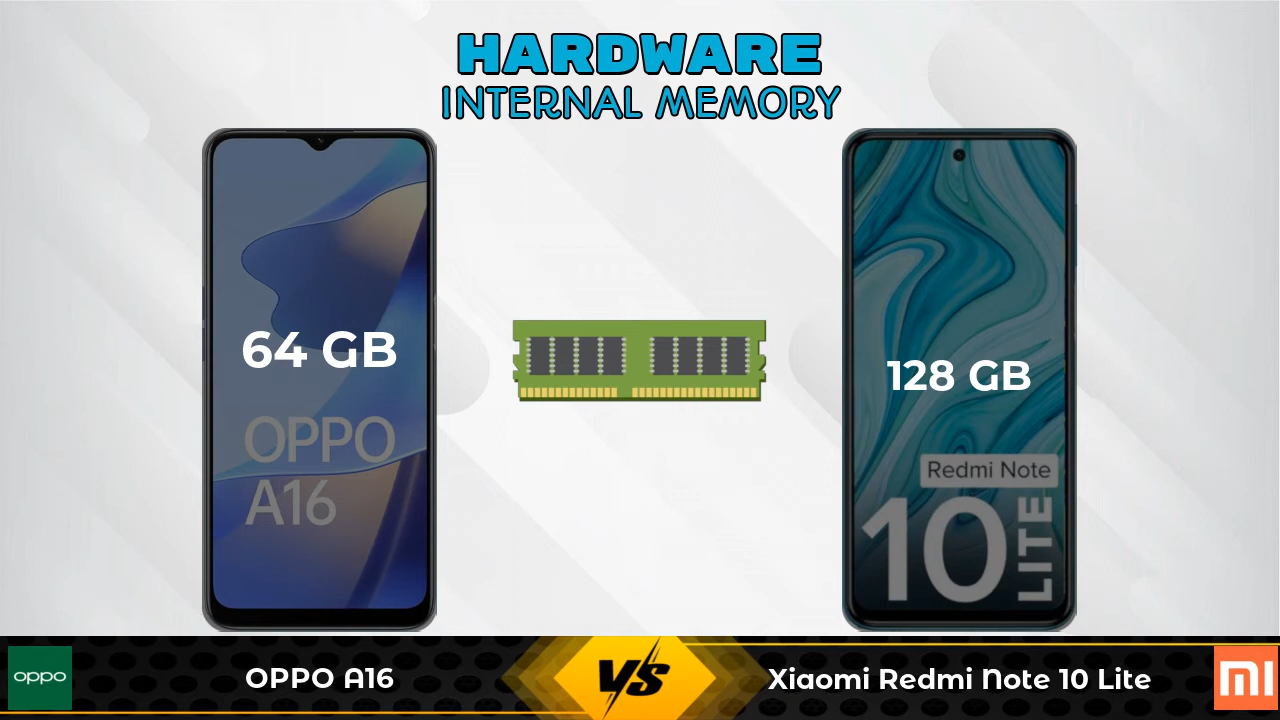 HARDWARE
INTERNAL MEMORY
64 GB
OPPO
A16
128 GB
Redmi Note
10
LITE
oppo
OPPO A16
VS
Xiaomi Redmi Note 10 Lite
mi